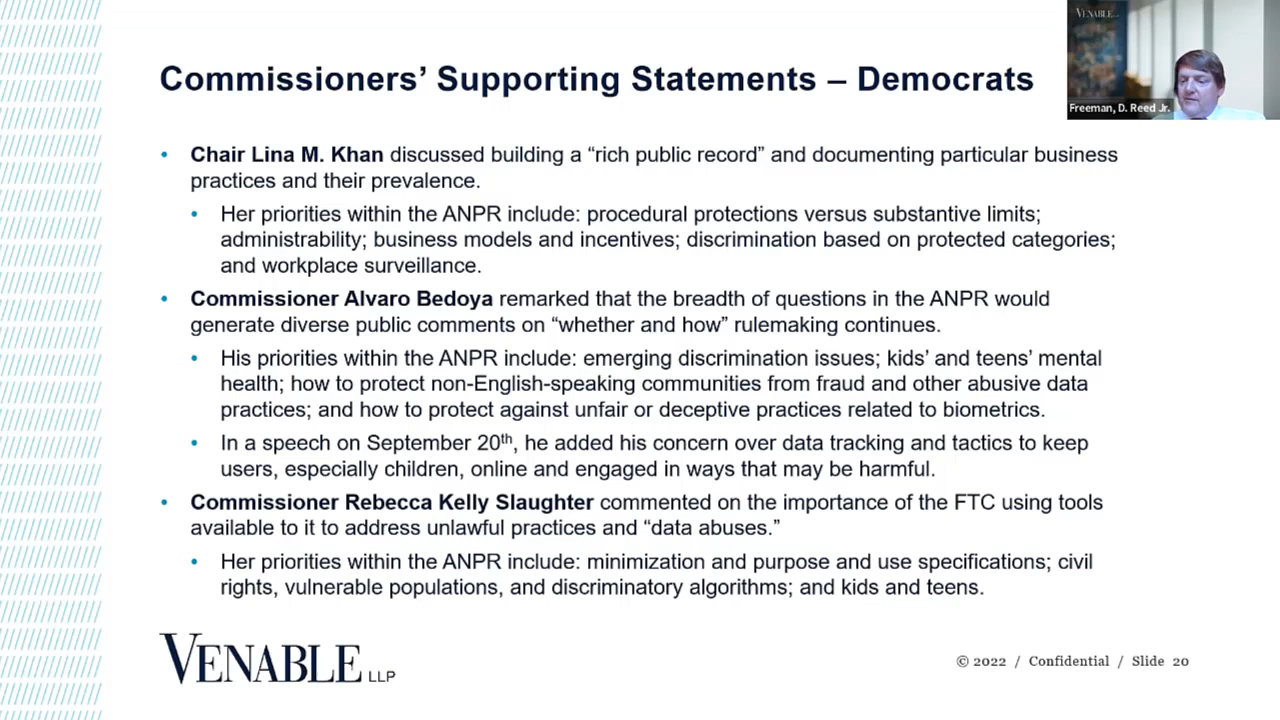 VENABLE LLP
Commissioners’ Supporting Statements – Democrats
Freeman, D. Reed Jr.
• Chair Lina M. Khan discussed building a “rich public record” and documenting particular business
practices and their prevalence.
• Her priorities within the ANPR include: procedural protections versus substantive limits;
administrability; business models and incentives; discrimination based on protected categories;
and workplace surveillance.
• Commissioner Alvaro Bedoya remarked that the breadth of questions in the ANPR would
generate diverse public comments on “whether and how” rulemaking continues.
• His priorities within the ANPR include: emerging discrimination issues; kids’ and teens’ mental
health; how to protect non-English-speaking communities from fraud and other abusive data
practices; and how to protect against unfair or deceptive practices related to biometrics.
• In a speech on September 20th, he added his concern over data tracking and tactics to keep
users, especially children, online and engaged in ways that may be harmful.
• Commissioner Rebecca Kelly Slaughter commented on the importance of the FTC using tools
available to it to address unlawful practices and “data abuses.”
• Her priorities within the ANPR include: minimization and purpose and use specifications; civil
rights, vulnerable populations, and discriminatory algorithms; and kids and teens.
VENABLE LLP
© 2022 / Confidential / Slide 20